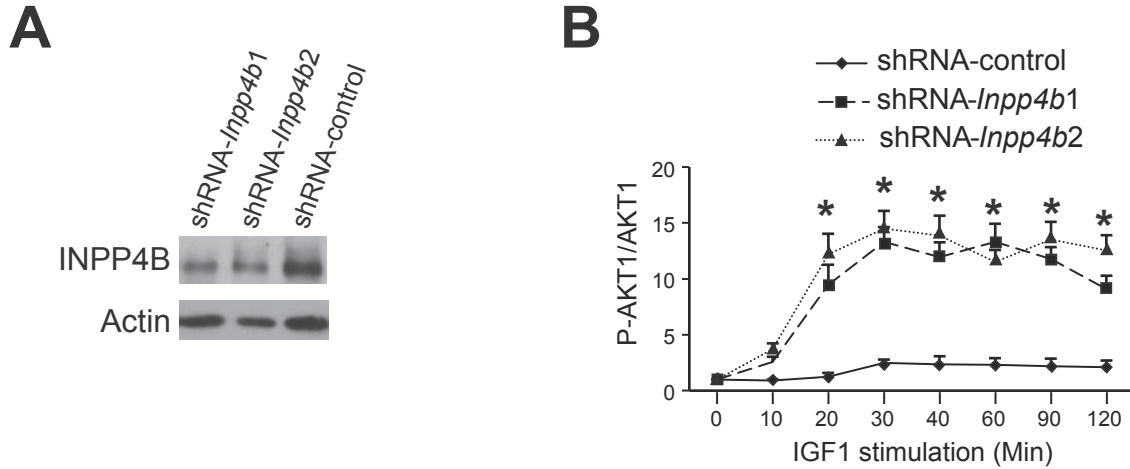 A
shRNA-Inpp4b1
shRNA-Inpp4b2
shRNA-control
INPP4B
Actin
B
shRNA-control
shRNA-Inpp4b1
shRNA-Inpp4b2
P-AKT1/AKT1
20
15
10
5
0
* * * * * *
0 10 20 30 40 60 90 120
IGF1 stimulation (Min)